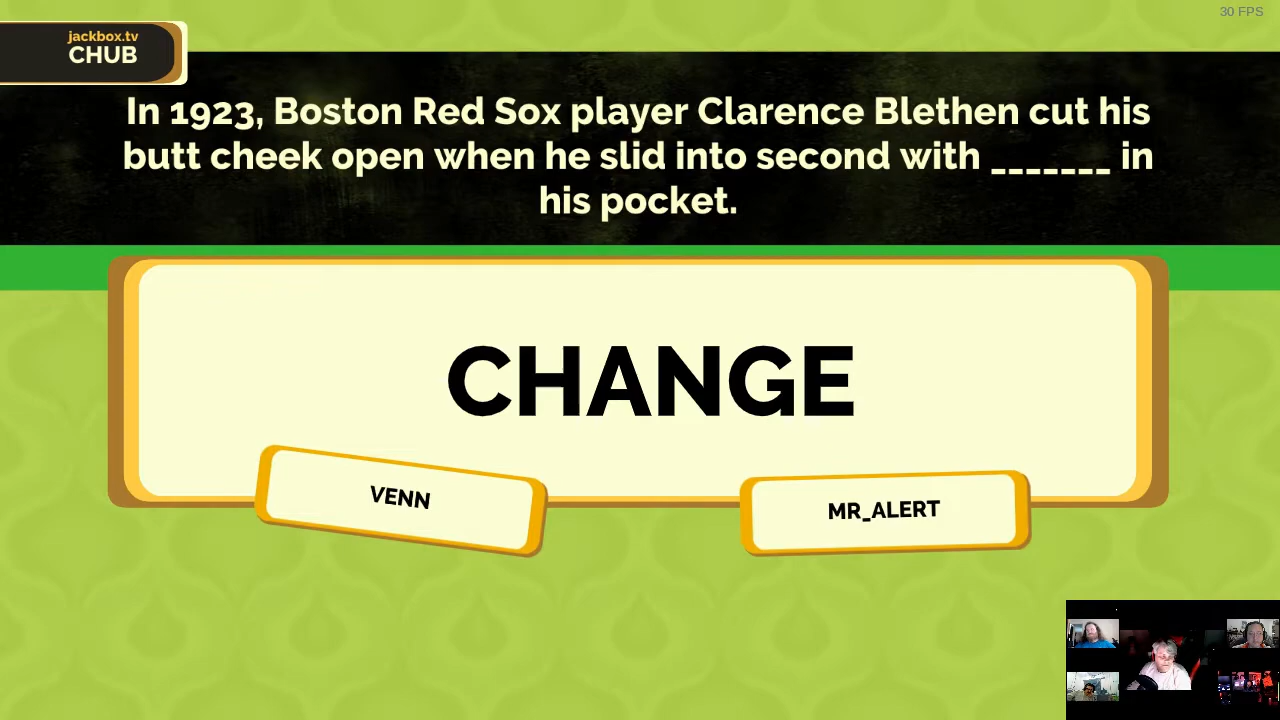 30 FPS
jackbox.tv
CHUB
In 1923, Boston Red Sox player Clarence Blethen cut his
butt cheek open when he slid into second with _______ in
his pocket.
CHANGE
VENN
MR_ALERT